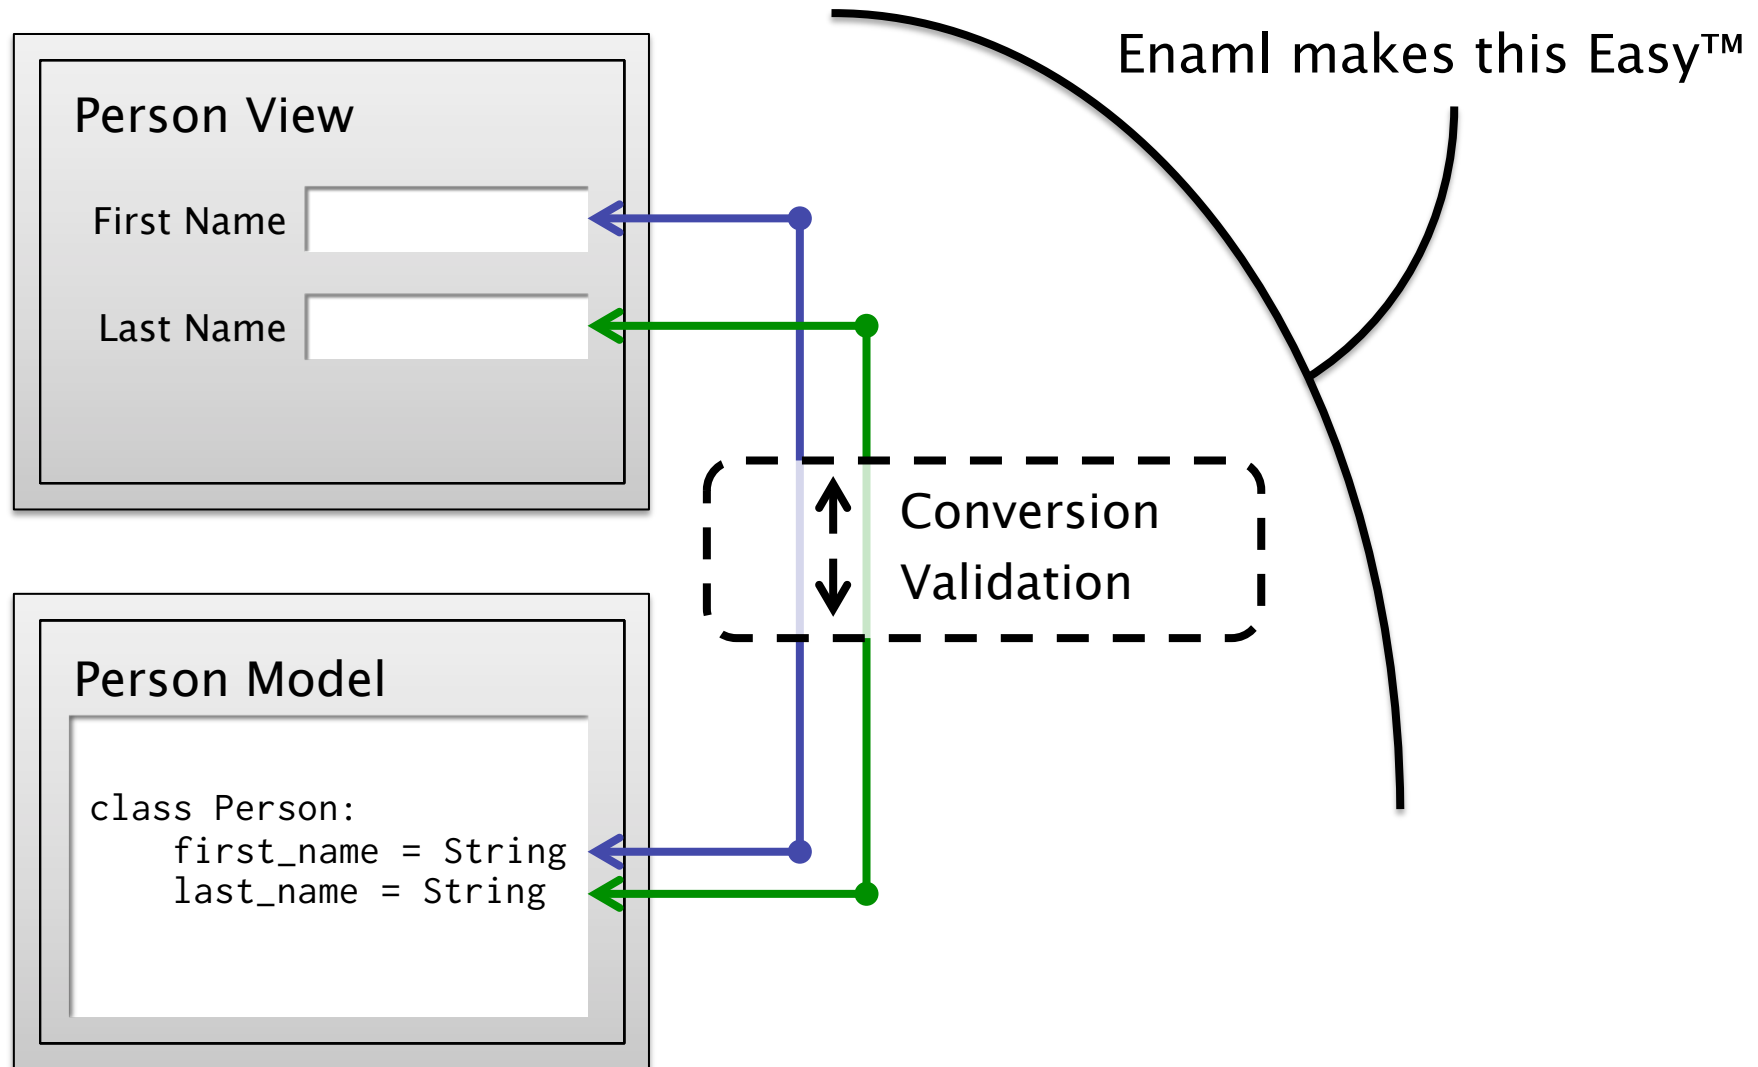 Enaml makes this Easy™
Person View
First Name
Last Name
Conversion
Validation
Person Model
class Person:
    first_name = String
    last_name = String